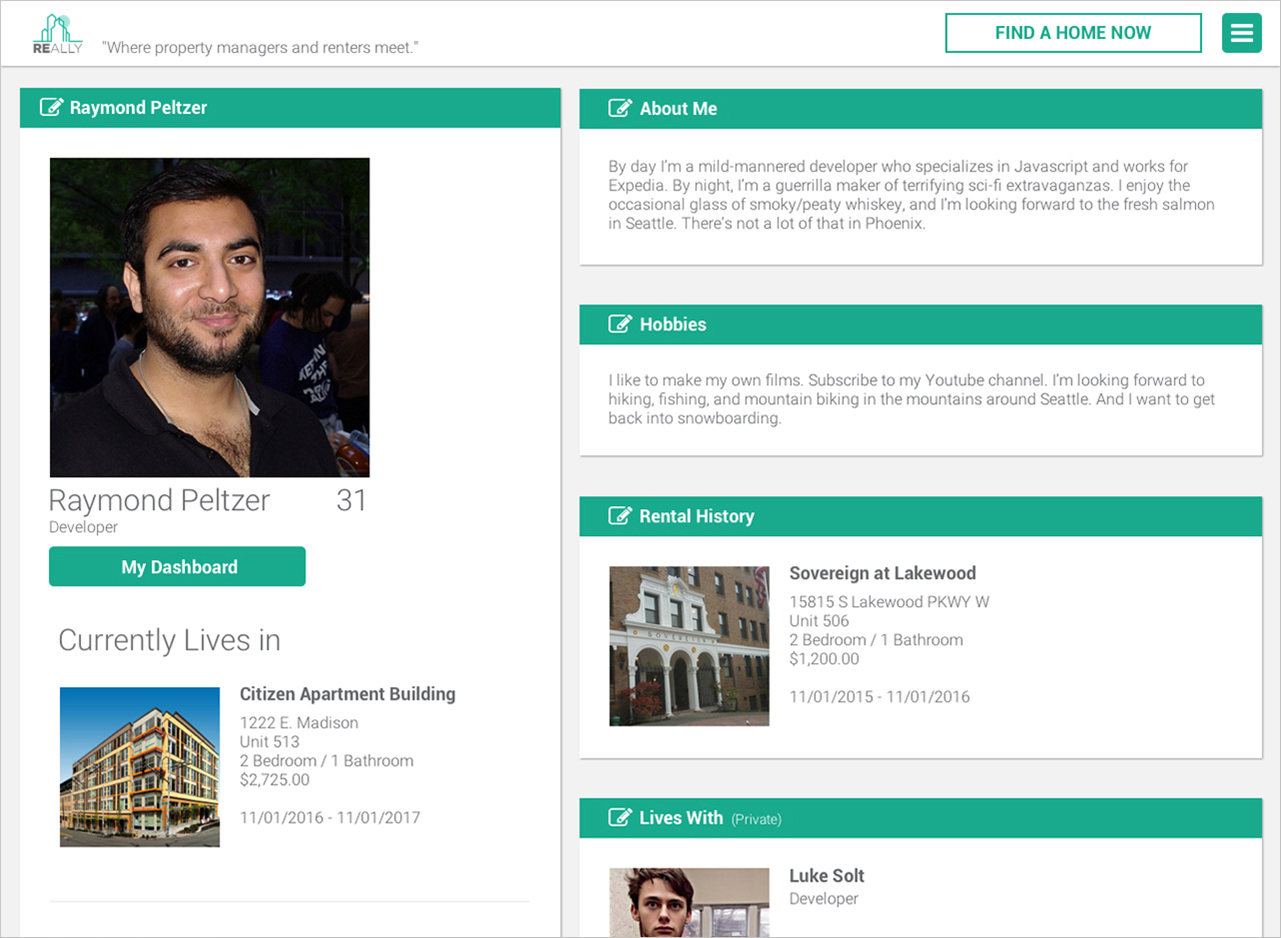 REALLY
"Where property managers and renters meet."
FIND A HOME NOW
Raymond Peltzer
Raymond Peltzer 31
Developer
My Dashboard
Currently Lives in
Citizen Apartment Building
1222 E. Madison
Unit 513
2 Bedroom / 1 Bathroom
$2,725.00
11/01/2016 - 11/01/2017
About Me
By day I'm a mild-mannered developer who specializes in Javascript and works for
Expedia. By night, I'm a guerrilla maker of terrifying sci-fi extravaganzas. I enjoy the
occasional glass of smoky/peaty whiskey, and I'm looking forward to the fresh salmon
in Seattle. There's not a lot of that in Phoenix.
Hobbies
I like to make my own films. Subscribe to my Youtube channel. I'm looking forward to
hiking, fishing, and mountain biking in the mountains around Seattle. And I want to get
back into snowboarding.
Rental History
SOVEREIGN
Sovereign at Lakewood
15815 S Lakewood PKWY W
Unit 506
2 Bedroom / 1 Bathroom
$1,200.00
11/01/2015 - 11/01/2016
Lives With (Private)
Luke Solt
Developer